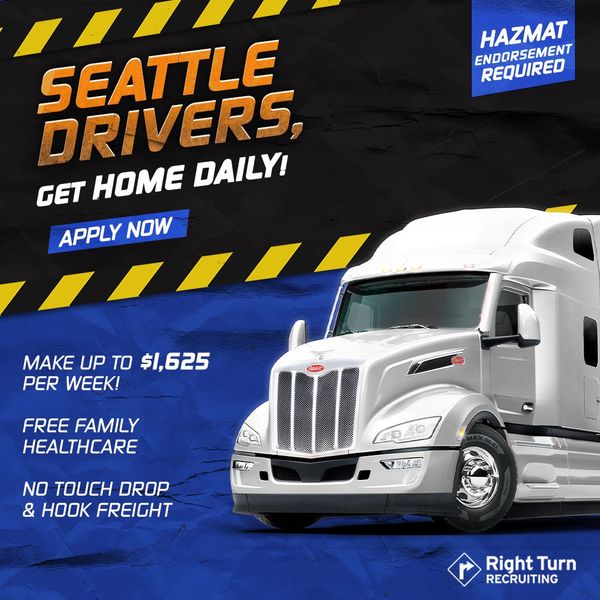 SEATTLE
DRIVERS,
GET HOME DAILY!
APPLY NOW
HAZMAT
ENDORSEMENT
REQUIRED
MAKE UP TO $1,625
PER WEEK!
FREE FAMILY
HEALTHCARE
NO TOUCH DROP
& HOOK FREIGHT
Right Turn
RECRUITING